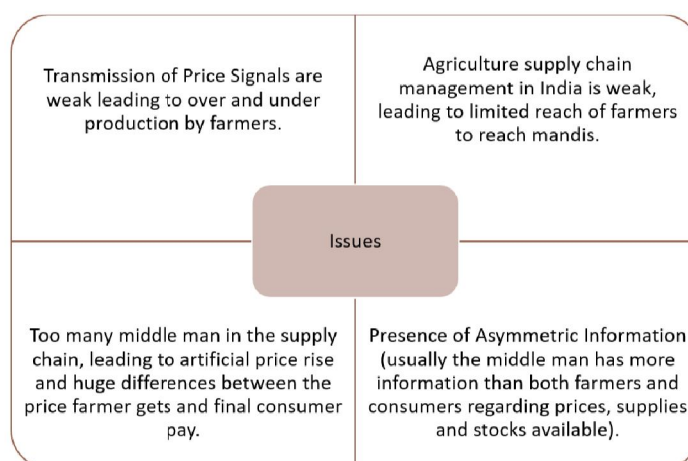 Transmission of Price Signals are
weak leading to over and under
production by farmers.
Agriculture supply chain
management in India is weak,
leading to limited reach of farmers
to reach mandis.
Issues
Too many middle man in the supply
chain, leading to artificial price rise
and huge differences between the
price farmer gets and final consumer
pay.
Presence of Asymmetric Information
(usually the middle man has more
information than both farmers and
consumers regarding prices, supplies
and stocks available).